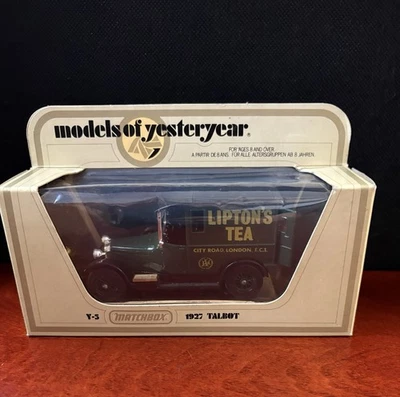 models of yesteryear
FOR AGES 8 AND OVER
A PARTIR DE 8 ANS. FÜR ALLE ALTERSGRUPPEN AB 8 JAHREN.
LIPTON'S
TEA
CITY ROAD, LONDON, E.C.1.
Y-5 MATCHBOX 1927 TALBOT